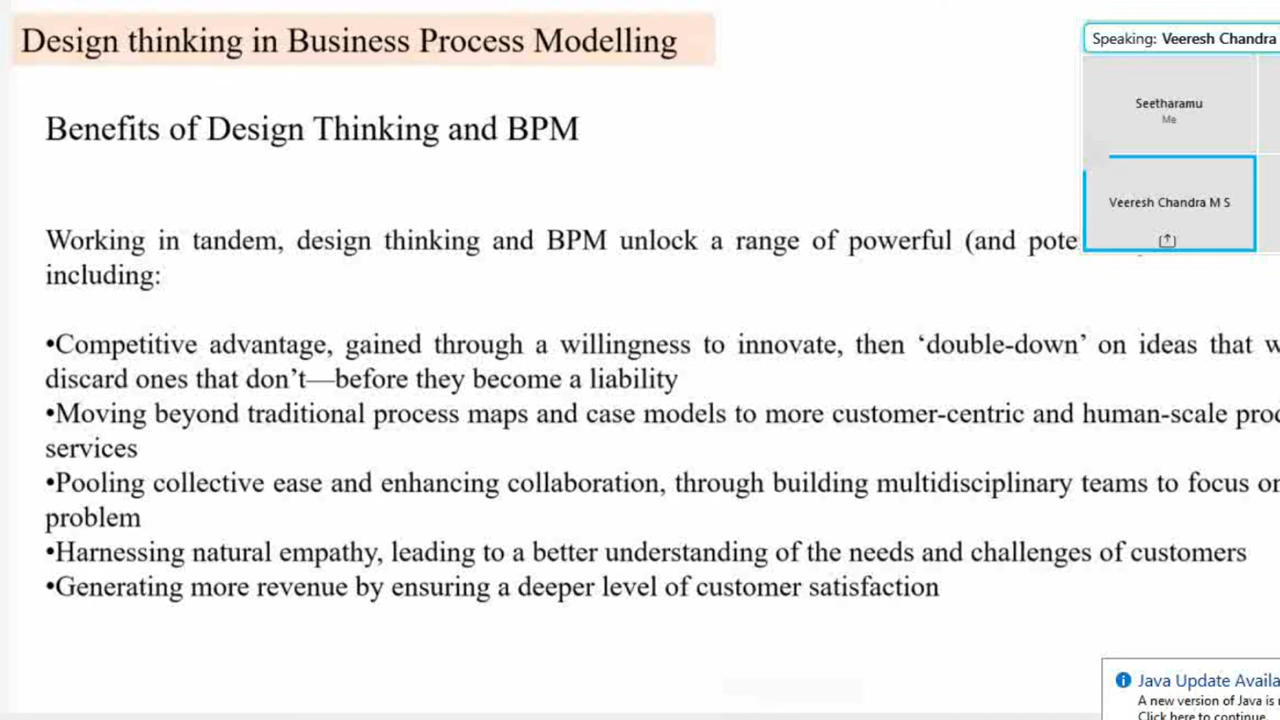 Design thinking in Business Process Modelling
Speaking: Veeresh Chandra
Seetharamu
Me
Veeresh Chandra M S
Benefits of Design Thinking and BPM
Working in tandem, design thinking and BPM unlock a range of powerful (and
including:
•Competitive advantage, gained through a willingness to innovate, then ‘double-down’ on ideas that
discard ones that don’t—before they become a liability
•Moving beyond traditional process maps and case models to more customer-centric and human-scale
services
•Pooling collective ease and enhancing collaboration, through building multidisciplinary teams to focus
problem
•Harnessing natural empathy, leading to a better understanding of the needs and challenges of customers
•Generating more revenue by ensuring a deeper level of customer satisfaction
Java Update
A new version of Java is
Click here to continue.